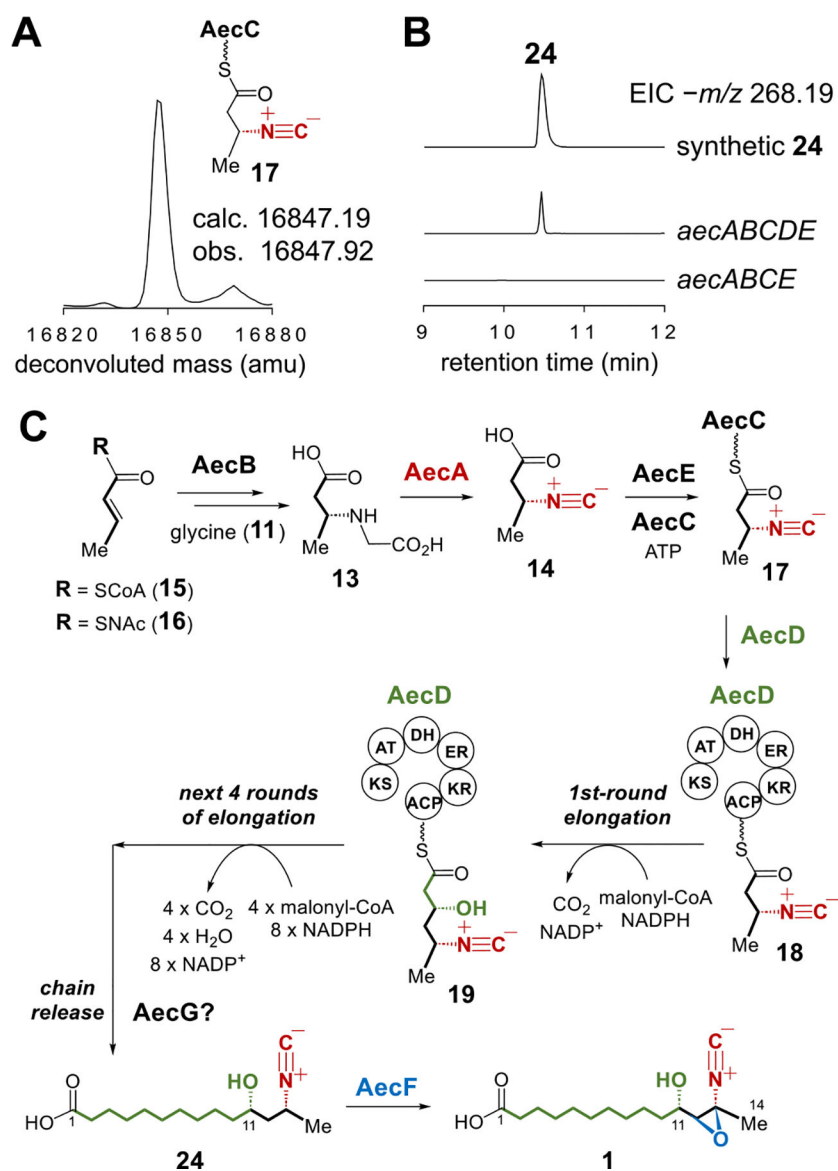 A
AecC
S
O
+ −
N≡C
Me
17
calc. 16847.19
obs. 16847.92
16820 16850 16880
deconvoluted mass (amu)
B
24
EIC −m/z 268.19
synthetic 24
aecABCDE
aecABCE
9 10 11 12
retention time (min)
C
R
O
Me
R = SCoA (15)
R = SNAc (16)
AecB
glycine (11)
HO O
NH
Me
CO2H
13
AecA
HO O
+ −
N≡C
Me
14
AecE
AecC
ATP
AecC
S
O
+ −
N≡C
Me
17
AecD
AecD
KS AT DH ER KR ACP
S
O
+ −
N≡C
Me
18
1st-round
elongation
malonyl-CoA
NADPH
CO2
NADP+
AecD
KS AT DH ER KR ACP
S
O
OH
+ −
N≡C
Me
19
next 4 rounds
of elongation
4 x malonyl-CoA
8 x NADPH
4 x CO2
4 x H2O
8 x NADP+
chain
release
AecG?
C−
N+
HO
O
HO
1
11
Me
24
AecF
C−
N+
HO
O
HO
1
11
14
Me
O
1